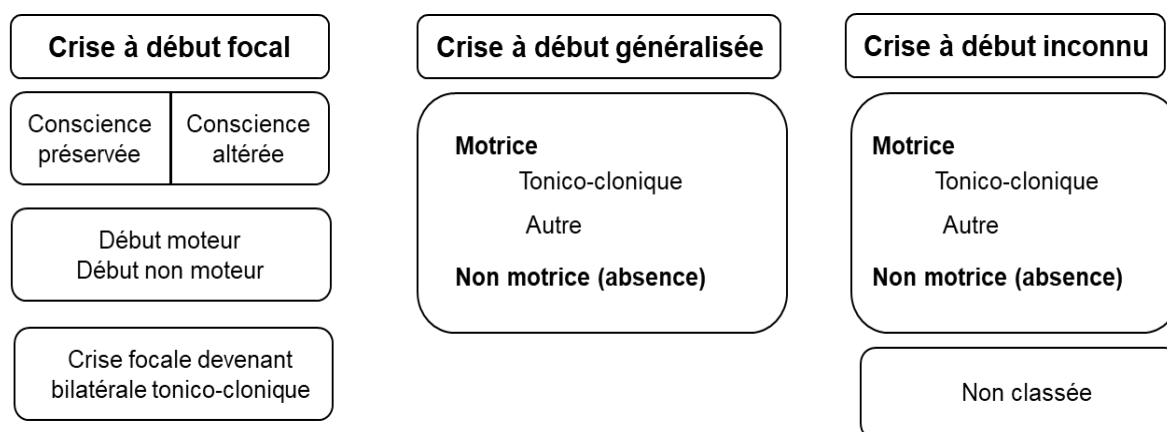 Crise à début focal
Conscience
préservée
Conscience
altérée
Début moteur
Début non moteur
Crise focale devenant
bilatérale tonico-clonique
Crise à début généralisée
Motrice
Tonico-clonique
Autre
Non motrice (absence)
Crise à début inconnu
Motrice
Tonico-clonique
Autre
Non motrice (absence)
Non classée